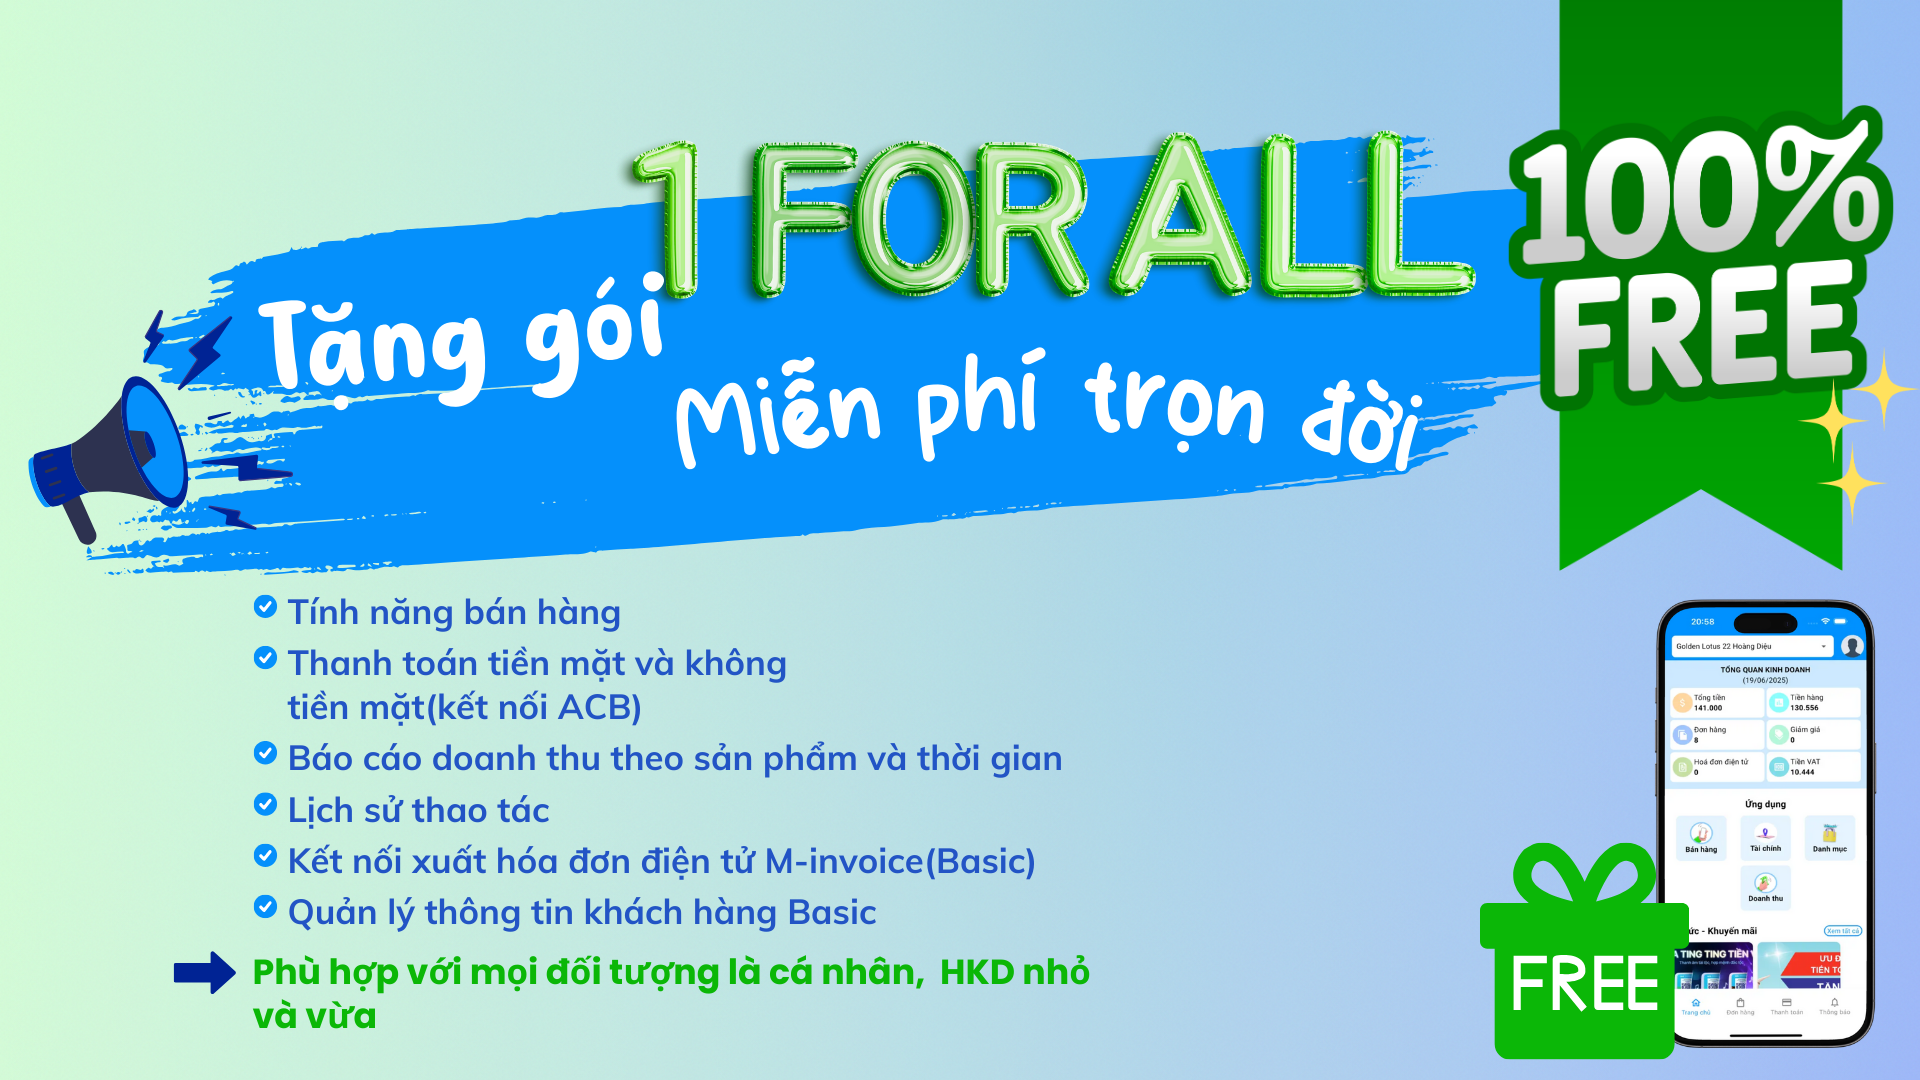 1 FOR ALL
100%
FREE
Tặng gói
Miễn phí trọn đời
Tính năng bán hàng
Thanh toán tiền mặt và không
tiền mặt(kết nối ACB)
Báo cáo doanh thu theo sản phẩm và thời gian
Lịch sử thao tác
Kết nối xuất hóa đơn điện tử M-invoice(Basic)
Quản lý thông tin khách hàng Basic
Phù hợp với mọi đối tượng là cá nhân, HKD nhỏ
và vừa
FREE
20:58
Golden Lotus 22 Hoàng Diệu
TỔNG QUAN KINH DOANH
(19/06/2025)
Tổng tiền
141.000
Tiền hàng
130.556
Đơn hàng
8
Giảm giá
0
Hoá đơn điện tử
0
Tiền VAT
10.444
Ứng dụng
Bán hàng
Tài chính
Danh mục
Doanh thu
ức - Khuyến mãi
Xem tất cả
A TING TING TIỀN
ƯU Đ
TIỀN TỚ
TẶN
Trang chủ
Đơn hàng
Thanh toán
Thông báo